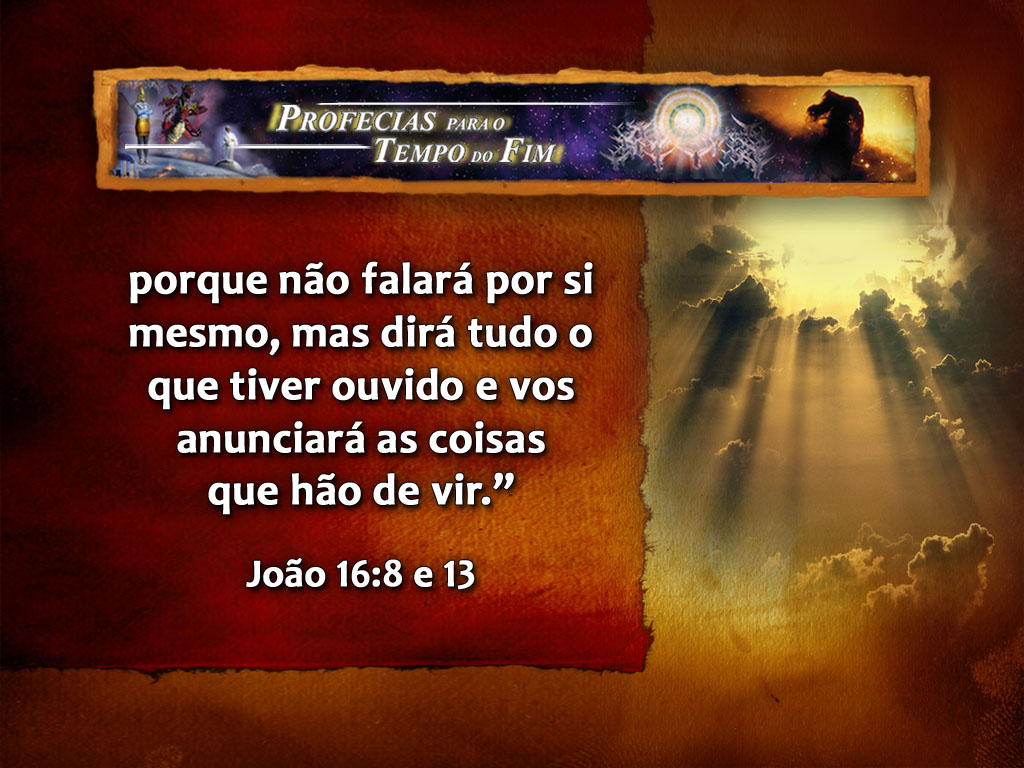 PROFECIAS PARA O
TEMPO DO FIM
porque não falará por si
mesmo, mas dirá tudo o
que tiver ouvido e vos
anunciará as coisas
que hão de vir.”
João 16:8 e 13